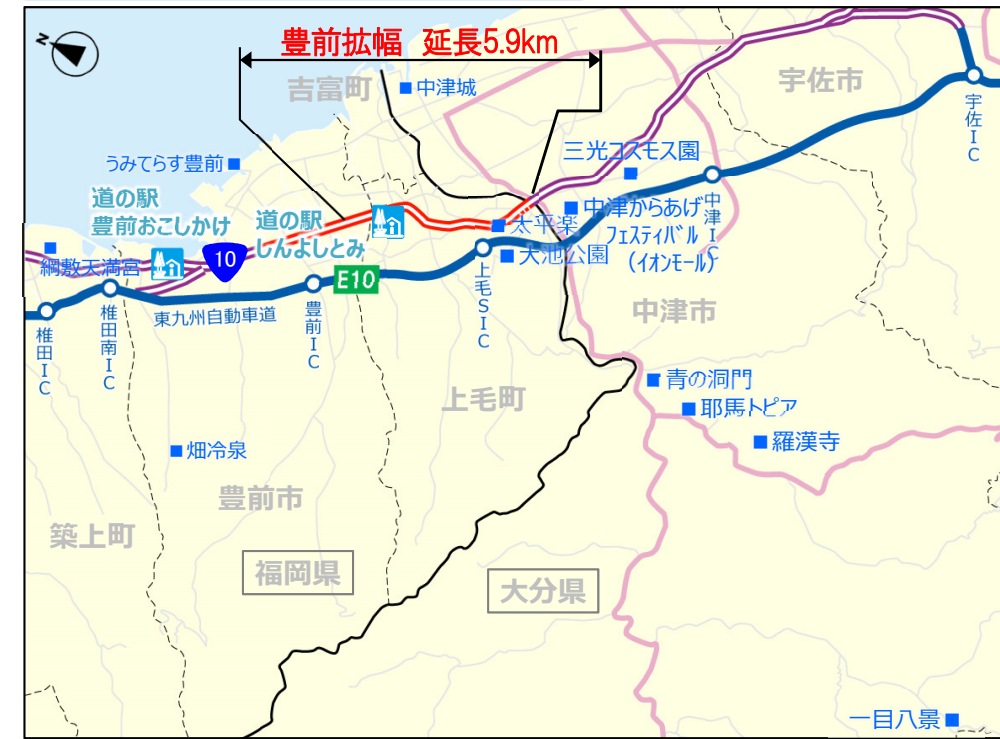 N
豊前拡幅 延長5.9km
吉富町
中津城
宇佐市
宇佐IC
三光コスモス園
うみてらす豊前
道の駅
豊前おこしかけ
道の駅
しんよしとみ
中津からあげ
フェスティバル
(イオンモール)
中津IC
太平楽
大池公園
綱敷天満宮
10
E10
東九州自動車道
椎田IC
椎田南IC
豊前IC
上毛SIC
中津市
上毛町
青の洞門
耶馬トピア
羅漢寺
畑冷泉
豊前市
築上町
福岡県
大分県
一目八景